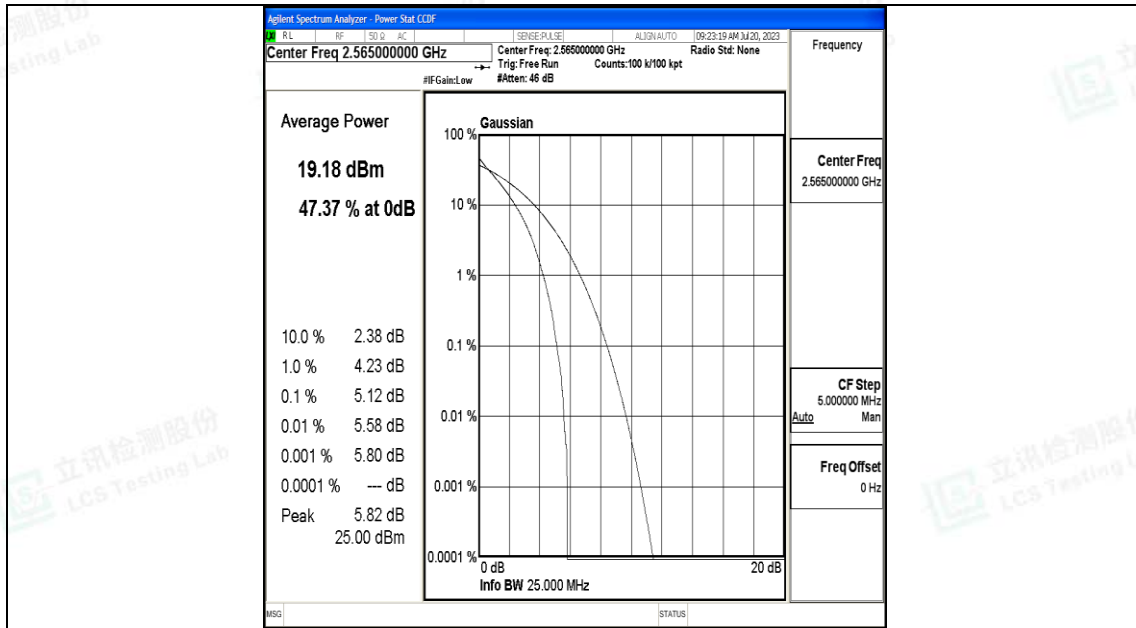 Agilent Spectrum Analyzer - Power Stat CCDF
RL RF 50 Ω AC SENSE:PULSE ALIGN AUTO 09:23:19 AM Jul 20, 2023
Center Freq 2.565000000 GHz
Center Freq: 2.565000000 GHz Radio Std: None
Trig: Free Run Counts:100 k/100 kpt
#IFGain:Low #Atten: 46 dB
Frequency
Average Power
19.18 dBm
47.37 % at 0dB
10.0 % 2.38 dB
1.0 % 4.23 dB
0.1 % 5.12 dB
0.01 % 5.58 dB
0.001 % 5.80 dB
0.0001 % --- dB
Peak 5.82 dB
25.00 dBm
Gaussian
100 %
10 %
1 %
0.1 %
0.01 %
0.001 %
0.0001 %
0 dB 20 dB
Info BW 25.000 MHz
Center Freq
2.565000000 GHz
CF Step
5.000000 MHz
Auto Man
Freq Offset
0 Hz
MSG STATUS
立讯检测股份
LCS Testing Lab
立讯检测股份